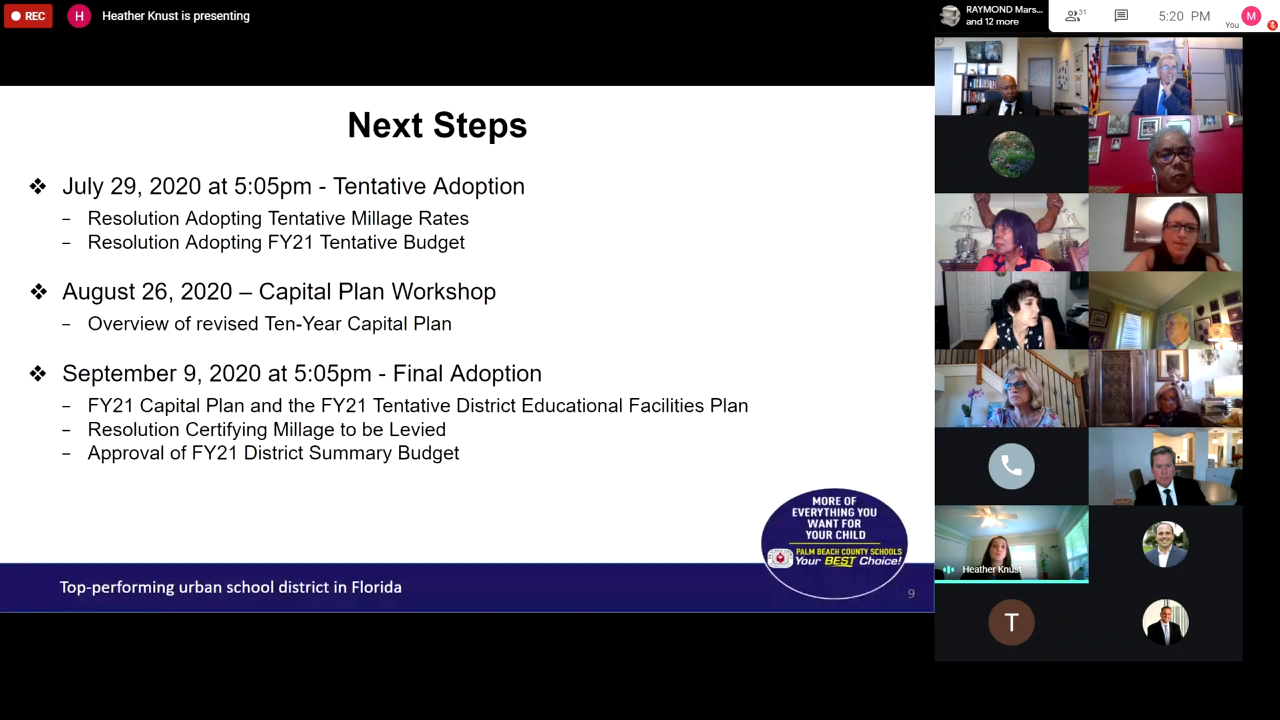 REC
H
Heather Knust is presenting
RAYMOND Mars...
and 12 more
31
5:20 PM
You
M
Next Steps
❖ July 29, 2020 at 5:05pm - Tentative Adoption
– Resolution Adopting Tentative Millage Rates
– Resolution Adopting FY21 Tentative Budget
❖ August 26, 2020 – Capital Plan Workshop
– Overview of revised Ten-Year Capital Plan
❖ September 9, 2020 at 5:05pm - Final Adoption
– FY21 Capital Plan and the FY21 Tentative District Educational Facilities Plan
– Resolution Certifying Millage to be Levied
– Approval of FY21 District Summary Budget
MORE OF
EVERYTHING YOU
WANT FOR
YOUR CHILD
PALM BEACH COUNTY SCHOOLS
Your BEST Choice!
Top-performing urban school district in Florida
9
Heather Knust
T